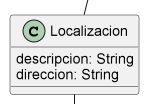 C Localizacion
descripcion: String
direccion: String